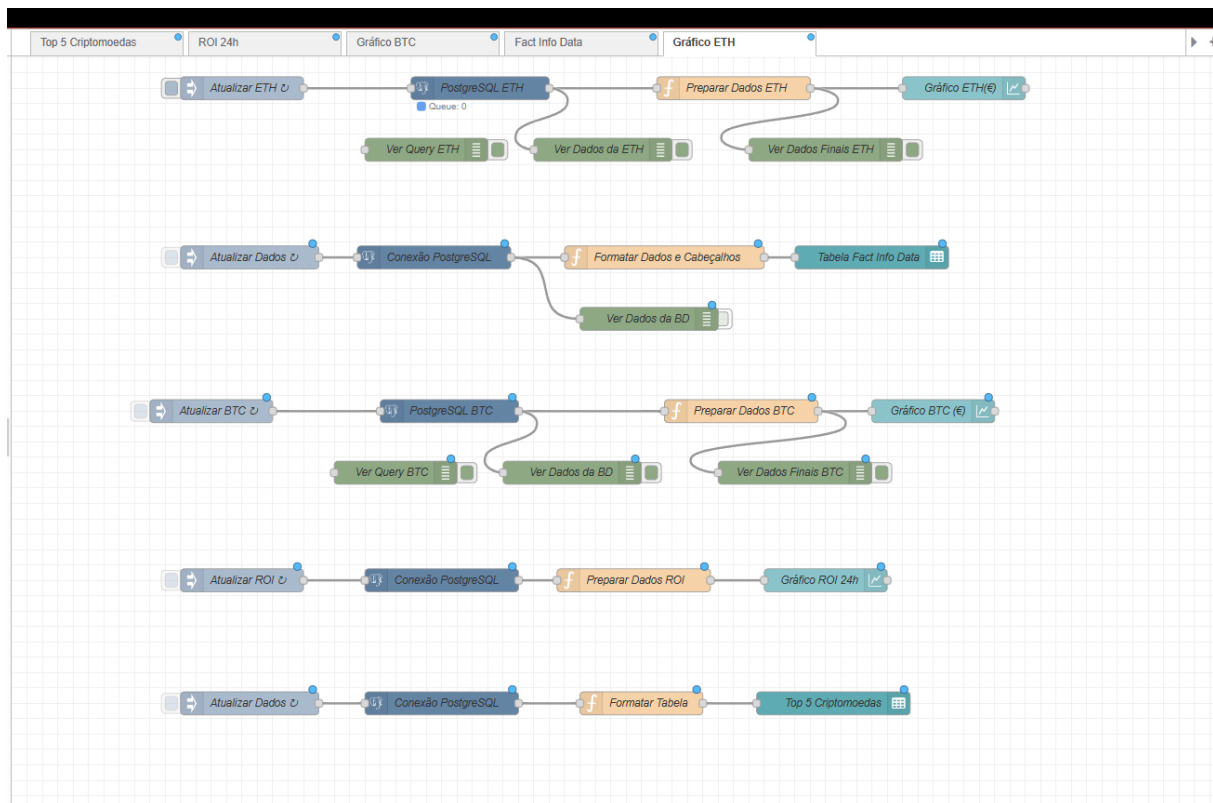 Top 5 Criptomoedas
ROI 24h
Gráfico BTC
Fact Info Data
Gráfico ETH
Atualizar ETH ↻
PostgreSQL ETH
Preparar Dados ETH
Gráfico ETH(€)
Queue: 0
Ver Query ETH
Ver Dados da ETH
Ver Dados Finais ETH
Atualizar Dados ↻
Conexão PostgreSQL
Formatar Dados e Cabeçalhos
Tabela Fact Info Data
Ver Dados da BD
Atualizar BTC ↻
PostgreSQL BTC
Preparar Dados BTC
Gráfico BTC (€)
Ver Query BTC
Ver Dados da BD
Ver Dados Finais BTC
Atualizar ROI ↻
Conexão PostgreSQL
Preparar Dados ROI
Gráfico ROI 24h
Atualizar Dados ↻
Conexão PostgreSQL
Formatar Tabela
Top 5 Criptomoedas